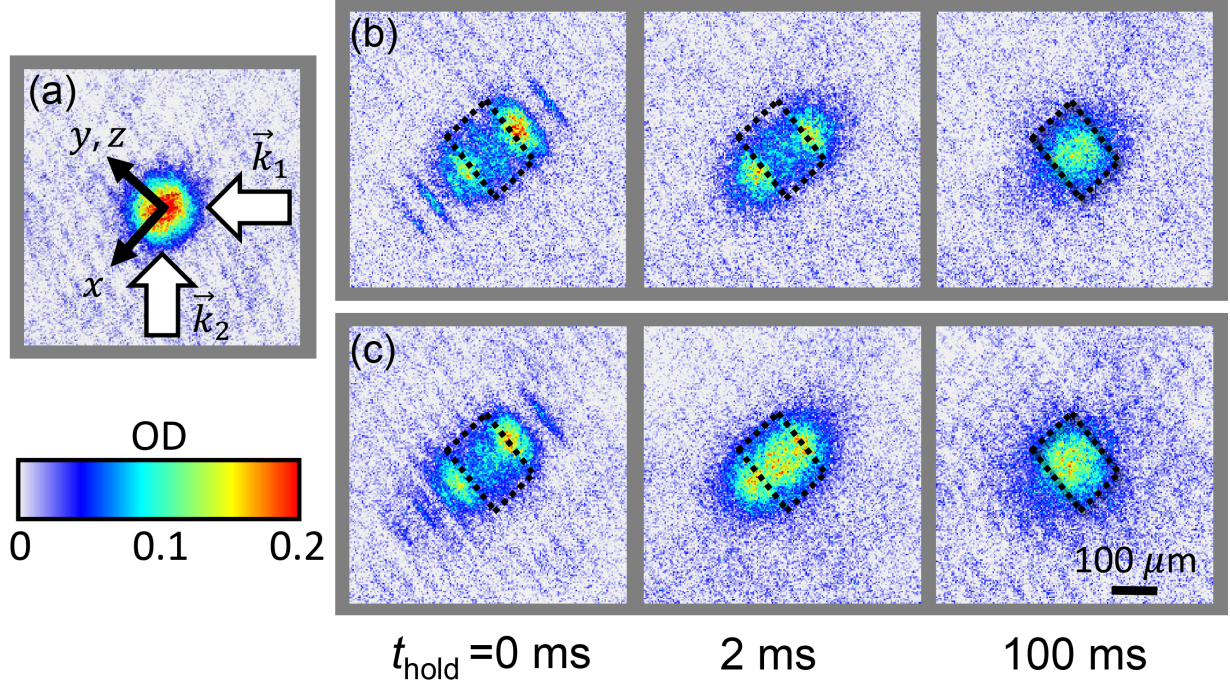 (a)
y, z
x
k⃗₁
k⃗₂
OD
0 0.1 0.2
(b)
(c)
100 μm
t_hold =0 ms 2 ms 100 ms